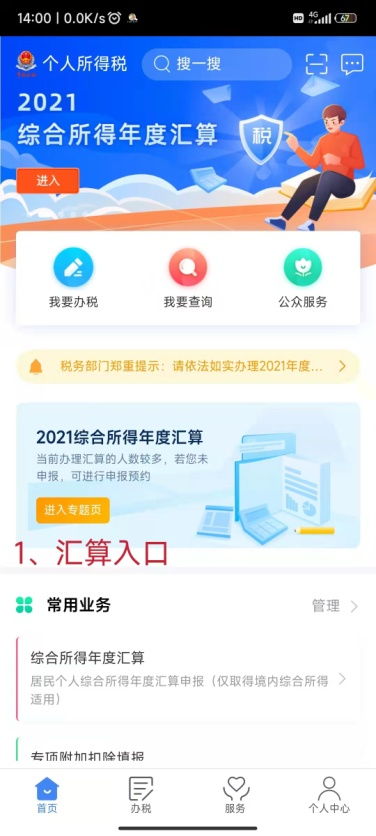 14:00 | 0.0K/s
HD 4G 67
个人所得税
搜一搜
2021
综合所得年度汇算
税
进入
我要办税
我要查询
公众服务
税务部门郑重提示：请依法如实办理2021年度...
2021综合所得年度汇算
当前办理汇算的人数较多，若您未
申报，可进行申报预约
进入专题页
1、汇算入口
常用业务
管理
综合所得年度汇算
居民个人综合所得年度汇算申报（仅取得境内综合所得
适用）
专项附加扣除填报
首页
办税
服务
个人中心